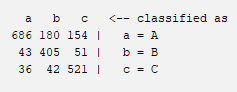 a b c <-- classified as
686 180 154 | a = A
43 405 51 | b = B
36 42 521 | c = C